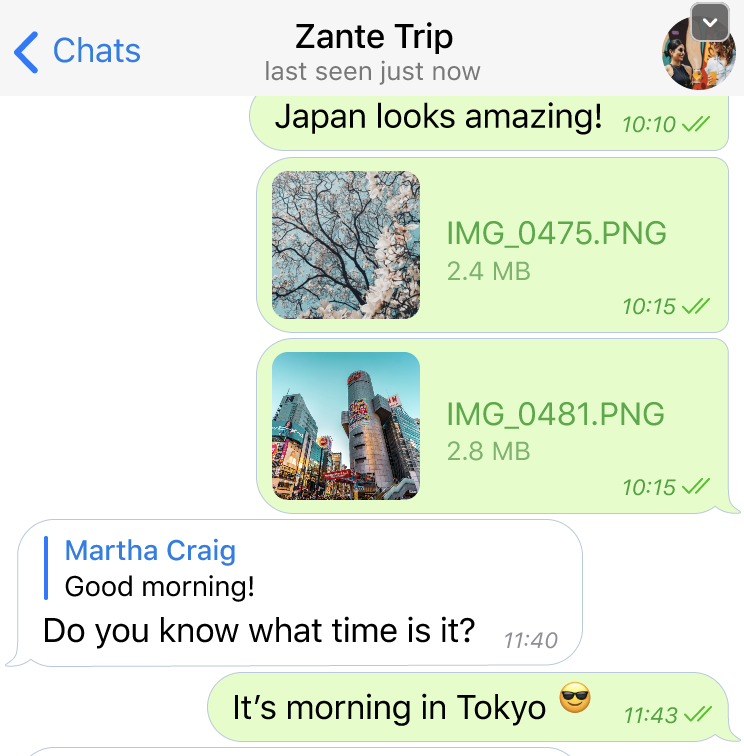 Chats
Zante Trip
last seen just now
Japan looks amazing!
10:10
IMG_0475.PNG
2.4 MB
10:15
IMG_0481.PNG
2.8 MB
10:15
Martha Craig
Good morning!
Do you know what time is it?
11:40
It’s morning in Tokyo 😎
11:43